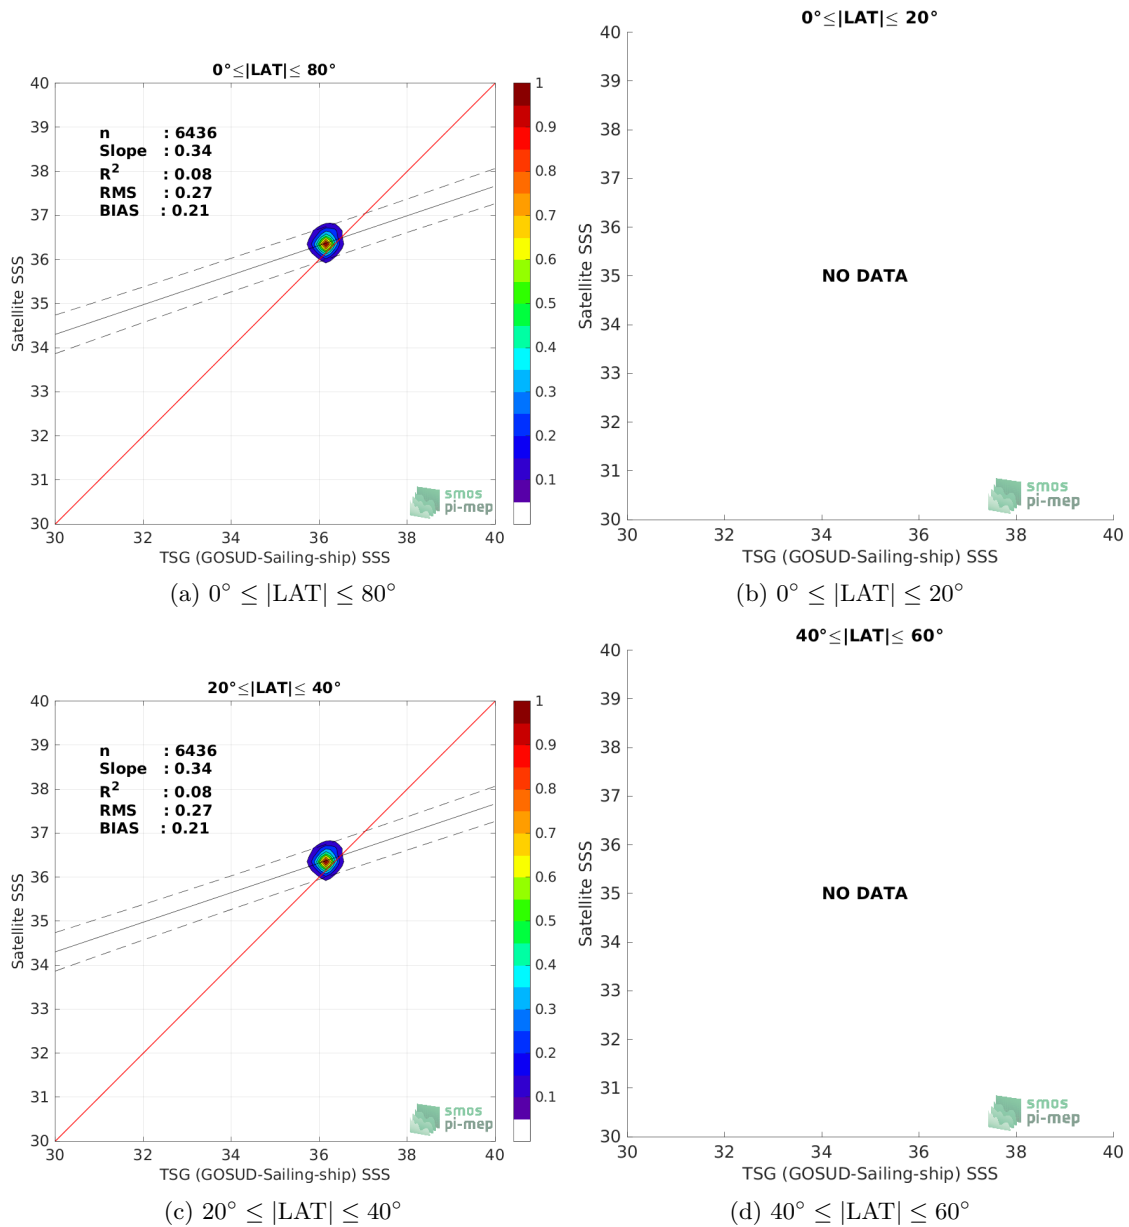 0°≤|LAT|≤ 80°
40
39
38
37
36
35
34
33
32
31
30
Satellite SSS
n : 6436
Slope : 0.34
R² : 0.08
RMS : 0.27
BIAS : 0.21
smos
pi-mep
30 32 34 36 38 40
TSG (GOSUD-Sailing-ship) SSS
1
0.9
0.8
0.7
0.6
0.5
0.4
0.3
0.2
0.1
(a) 0° ≤ |LAT| ≤ 80°
0°≤|LAT|≤ 20°
40
39
38
37
36
35
34
33
32
31
30
Satellite SSS
NO DATA
smos
pi-mep
30 32 34 36 38 40
TSG (GOSUD-Sailing-ship) SSS
(b) 0° ≤ |LAT| ≤ 20°
20°≤|LAT|≤ 40°
40
39
38
37
36
35
34
33
32
31
30
Satellite SSS
n : 6436
Slope : 0.34
R² : 0.08
RMS : 0.27
BIAS : 0.21
smos
pi-mep
30 32 34 36 38 40
TSG (GOSUD-Sailing-ship) SSS
1
0.9
0.8
0.7
0.6
0.5
0.4
0.3
0.2
0.1
(c) 20° ≤ |LAT| ≤ 40°
40°≤|LAT|≤ 60°
40
39
38
37
36
35
34
33
32
31
30
Satellite SSS
NO DATA
smos
pi-mep
30 32 34 36 38 40
TSG (GOSUD-Sailing-ship) SSS
(d) 40° ≤ |LAT| ≤ 60°